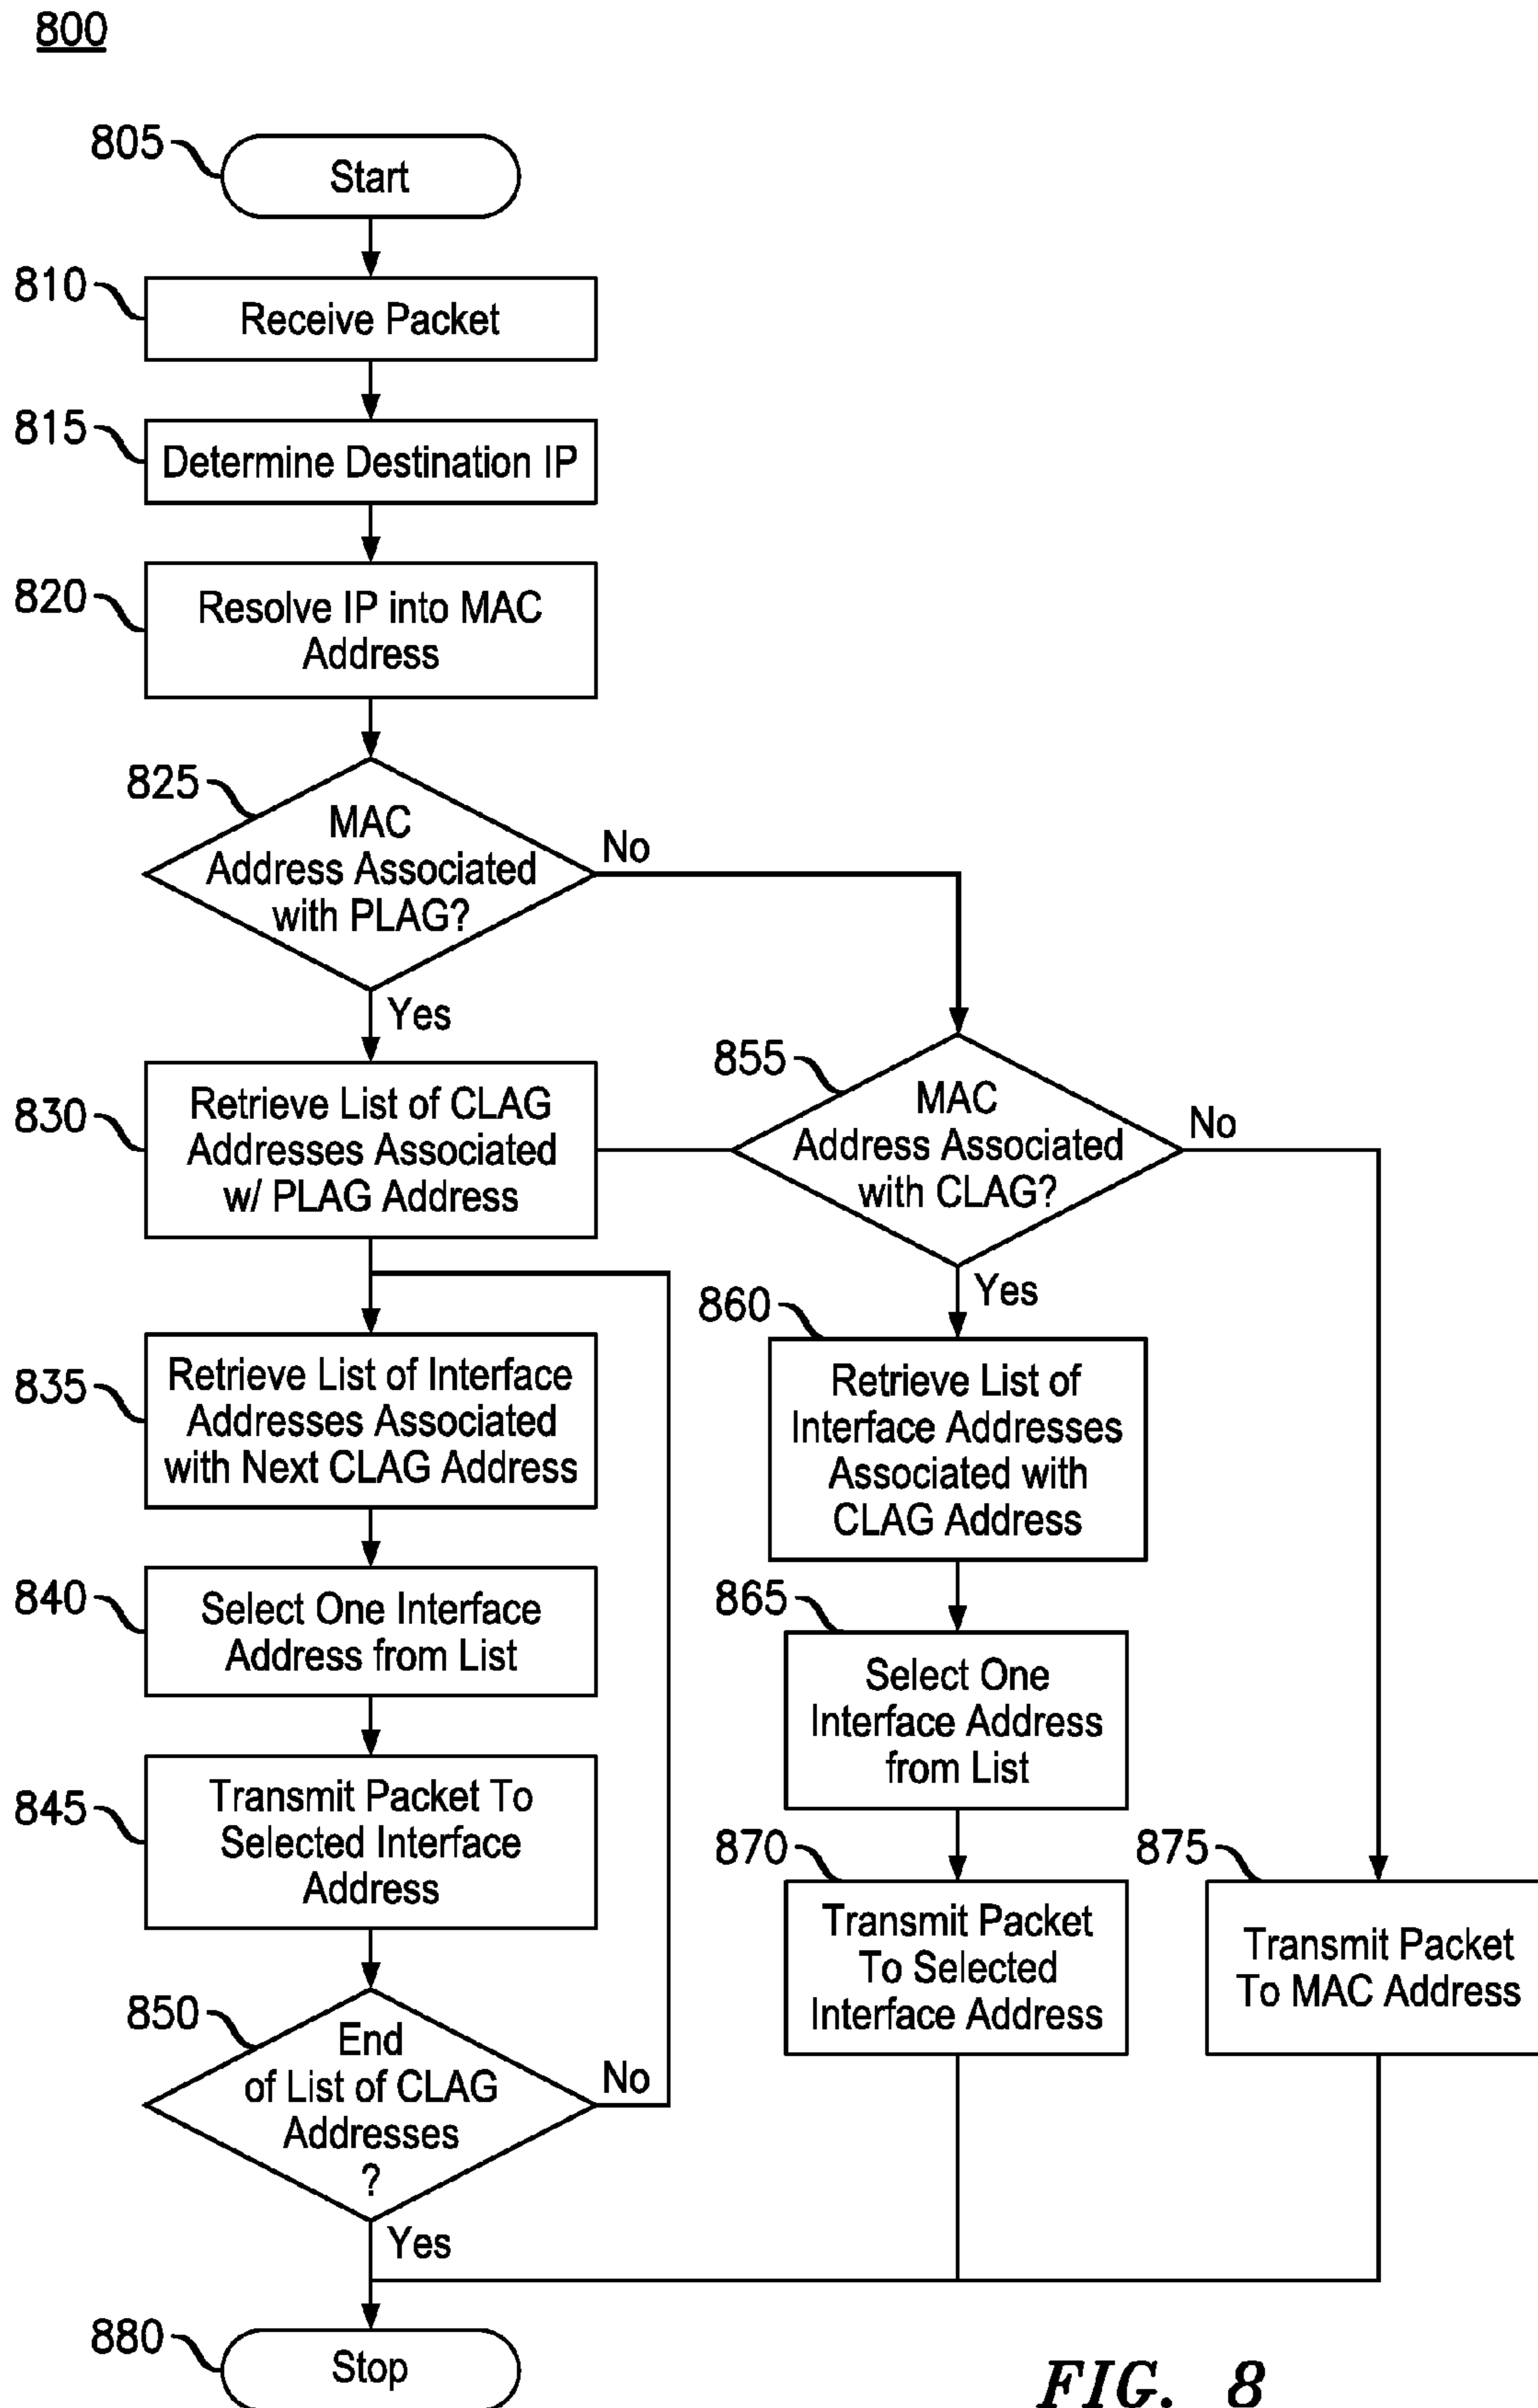 800
805
Start
810
Receive Packet
815
Determine Destination IP
820
Resolve IP into MAC
Address
825
MAC
Address Associated
with PLAG?
No
Yes
830
Retrieve List of CLAG
Addresses Associated
w/ PLAG Address
855
MAC
Address Associated
with CLAG?
No
Yes
835
Retrieve List of Interface
Addresses Associated
with Next CLAG Address
860
Retrieve List of
Interface Addresses
Associated with
CLAG Address
840
Select One Interface
Address from List
865
Select One
Interface Address
from List
845
Transmit Packet To
Selected Interface
Address
870
Transmit Packet
To Selected
Interface Address
875
Transmit Packet
To MAC Address
850
End
of List of CLAG
Addresses
?
No
Yes
880
Stop
FIG. 8